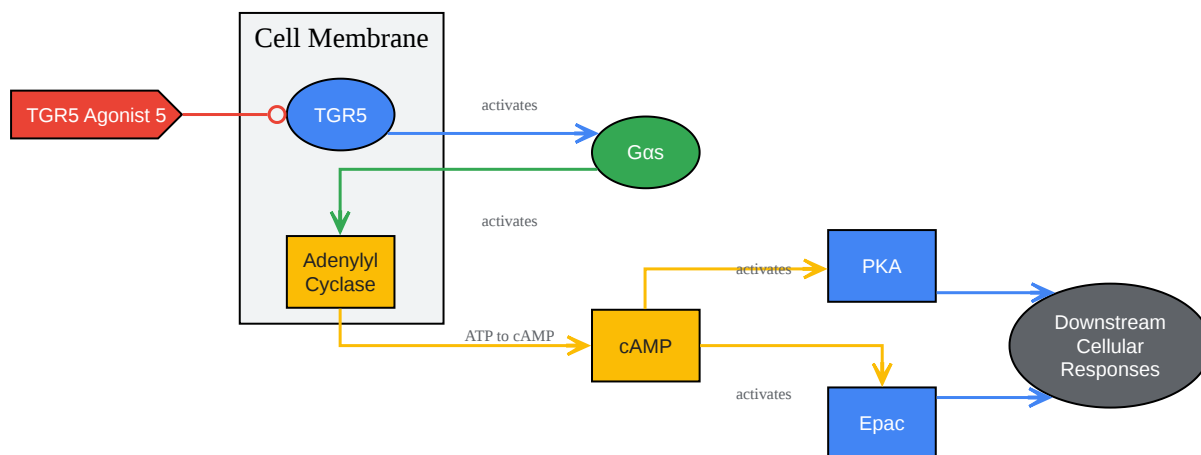 Cell Membrane
TGR5 Agonist 5
TGR5
activates
Gαs
activates
Adenylyl
Cyclase
ATP to cAMP
cAMP
activates
PKA
activates
Epac
Downstream
Cellular
Responses